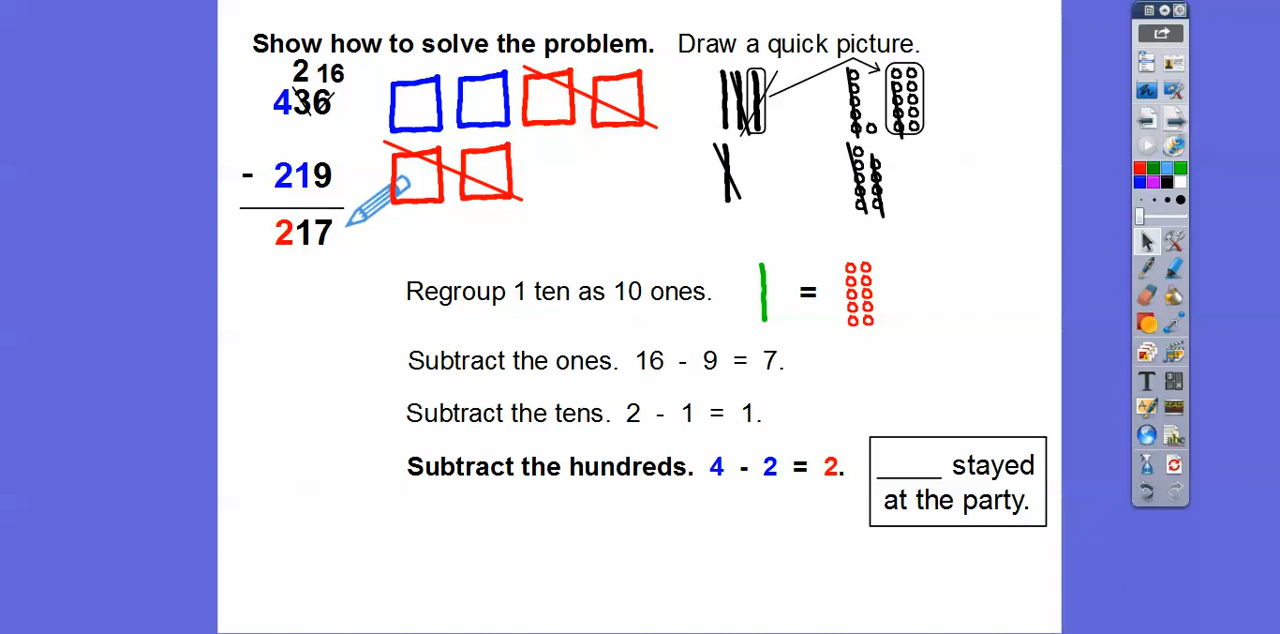 Show how to solve the problem. Draw a quick picture.
2 16
436
- 219
217
Regroup 1 ten as 10 ones. =
Subtract the ones. 16 - 9 = 7.
Subtract the tens. 2 - 1 = 1.
Subtract the hundreds. 4 - 2 = 2.
_____ stayed
at the party.
T
abc